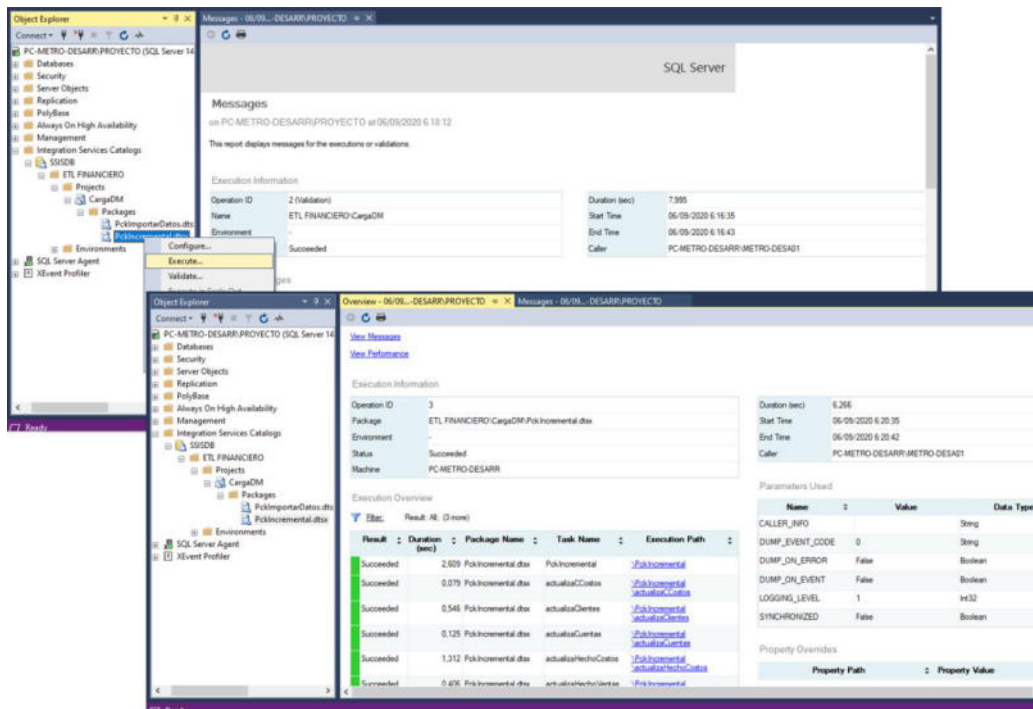 Object Explorer
Messages - 06/09...-DESARR\PROYECTO
Connect
PC-METRO-DESARR\PROYECTO (SQL Server 14
Databases
Security
Server Objects
Replication
PolyBase
Always On High Availability
Management
Integration Services Catalogs
SSISDB
ETL FINANCIERO
Projects
CargaDM
Packages
PckImportarDatos.dts
PckIncremental.dtsx
Environments
SQL Server Agent
XEvent Profiler
Configure...
Execute...
Validate...
Ready
SQL Server
Messages
on PC-METRO-DESARR\PROYECTO at 06/09/2020 6:18:12
This report displays messages for the executions or validations.
Execution Information
Operation ID 2 (Validation)
Name ETL FINANCIERO\CargaDM
Environment -
Succeeded
Duration (sec) 7,995
Start Time 06/09/2020 6:16:35
End Time 06/09/2020 6:16:43
Caller PC-METRO-DESARR\METRO-DESA01
Object Explorer
Overview - 06/09...-DESARR\PROYECTO
Messages - 06/09...-DESARR\PROYECTO
Connect
PC-METRO-DESARR\PROYECTO (SQL Server 14
Databases
Security
Server Objects
Replication
PolyBase
Always On High Availability
Management
Integration Services Catalogs
SSISDB
ETL FINANCIERO
Projects
CargaDM
Packages
PckImportarDatos.dts
PckIncremental.dtsx
Environments
SQL Server Agent
XEvent Profiler
View Messages
View Performance
Execution Information
Operation ID 3
Package ETL FINANCIERO\CargaDM\PckIncremental.dtsx
Environment -
Status Succeeded
Machine PC-METRO-DESARR
Duration (sec) 6,266
Start Time 06/09/2020 6:20:35
End Time 06/09/2020 6:20:42
Caller PC-METRO-DESARR\METRO-DESA01
Execution Overview
Filter: Result: All; (3 more)
Result Duration (sec) Package Name Task Name Execution Path
Succeeded 2,609 PckIncremental.dtsx PckIncremental \PckIncremental
Succeeded 0,079 PckIncremental.dtsx actualizaCCostos \PckIncremental
\actualizaCCostos
Succeeded 0,546 PckIncremental.dtsx actualizaClientes \PckIncremental
\actualizaClientes
Succeeded 0,125 PckIncremental.dtsx actualizaCuentas \PckIncremental
\actualizaCuentas
Succeeded 1,312 PckIncremental.dtsx actualizaHechoCostos \PckIncremental
\actualizaHechoCostos
Succeeded 0,406 PckIncremental.dtsx actualizaHechoVentas \PckIncremental
Parameters Used
Name Value Data Type
CALLER_INFO String
DUMP_EVENT_CODE 0 String
DUMP_ON_ERROR False Boolean
DUMP_ON_EVENT False Boolean
LOGGING_LEVEL 1 Int32
SYNCHRONIZED False Boolean
Property Overrides
Property Path Property Value